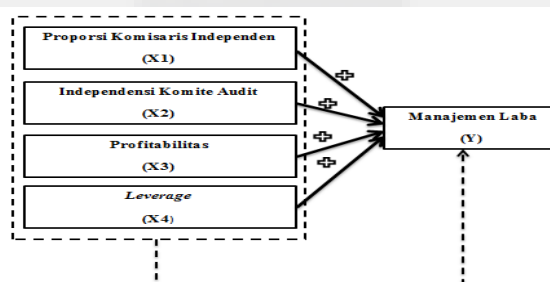 Proporsi Komisaris Independen
(X1)
Independensi Komite Audit
(X2)
Profitabilitas
(X3)
Leverage
(X4)
Manajemen Laba
(Y)